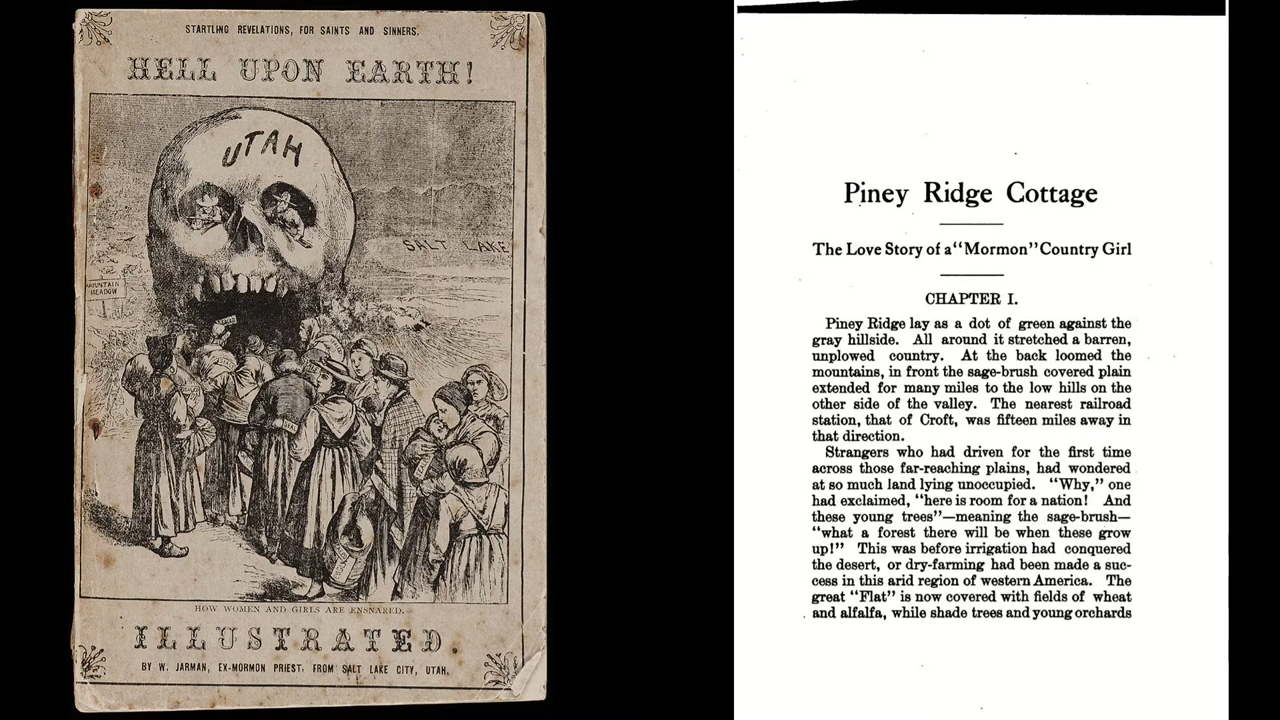 STARTLING REVELATIONS, FOR SAINTS AND SINNERS.
HELL UPON EARTH!
UTAH
SALT LAKE
MOUNTAIN
MEADOW
HOW WOMEN AND GIRLS ARE ENSNARED.
ILLUSTRATED.
BY W. JARMAN, EX-MORMON PRIEST, FROM SALT LAKE CITY, UTAH.
Piney Ridge Cottage
The Love Story of a "Mormon" Country Girl
CHAPTER I.
Piney Ridge lay as a dot of green against the
gray hillside. All around it stretched a barren,
unplowed country. At the back loomed the
mountains, in front the sage-brush covered plain
extended for many miles to the low hills on the
other side of the valley. The nearest railroad
station, that of Croft, was fifteen miles away in
that direction.
Strangers who had driven for the first time
across those far-reaching plains, had wondered
at so much land lying unoccupied. "Why," one
had exclaimed, "here is room for a nation! And
these young trees"—meaning the sage-brush—
"what a forest there will be when these grow
up!" This was before irrigation had conquered
the desert, or dry-farming had been made a suc-
cess in this arid region of western America. The
great "Flat" is now covered with fields of wheat
and alfalfa, while shade trees and young orchards